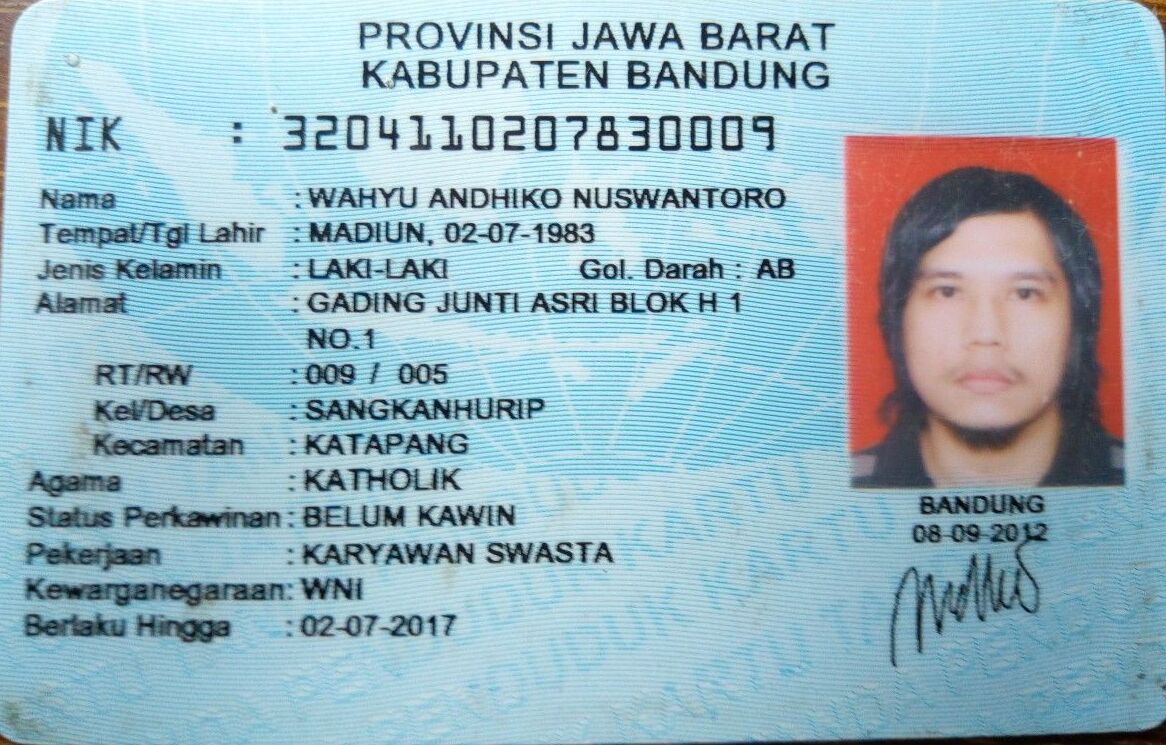 PROVINSI JAWA BARAT
KABUPATEN BANDUNG
NIK : 3204110207830009
Nama : WAHYU ANDHIKO NUSWANTORO
Tempat/Tgl Lahir : MADIUN, 02-07-1983
Jenis Kelamin : LAKI-LAKI Gol. Darah : AB
Alamat : GADING JUNTI ASRI BLOK H 1
NO.1
RT/RW : 009 / 005
Kel/Desa : SANGKANHURIP
Kecamatan : KATAPANG
Agama : KATHOLIK
Status Perkawinan : BELUM KAWIN
Pekerjaan : KARYAWAN SWASTA
Kewarganegaraan : WNI
Berlaku Hingga : 02-07-2017
BANDUNG
08-09-2012